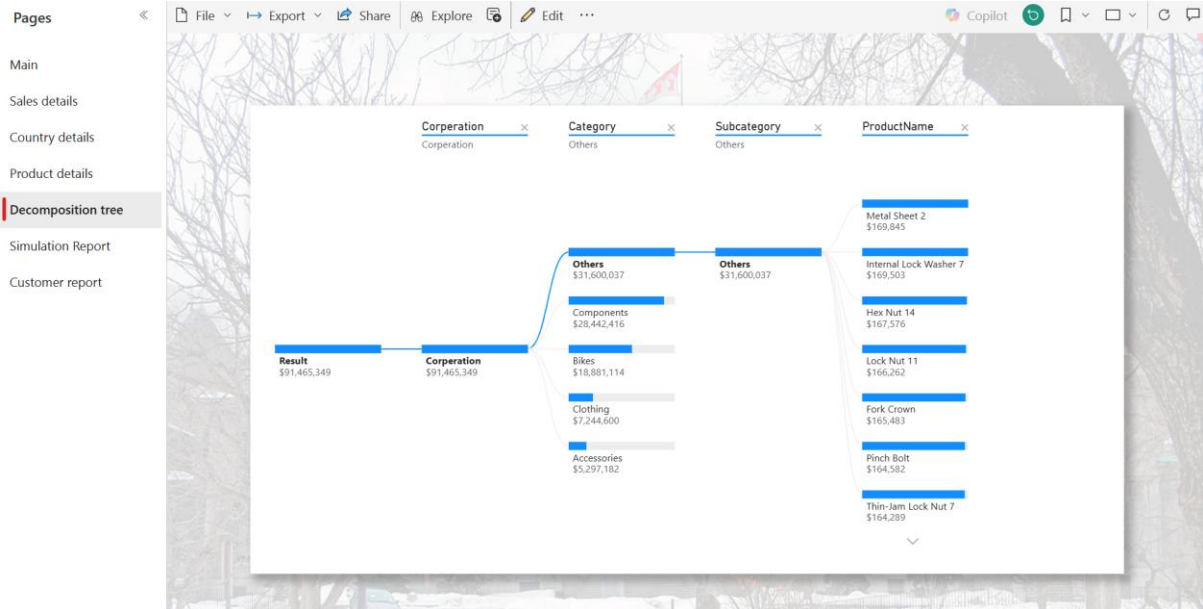 Pages
File
Export
Share
Explore
Edit
Copilot
Main
Sales details
Country details
Product details
Decomposition tree
Simulation Report
Customer report
Corperation
Corperation
Category
Others
Subcategory
Others
ProductName
Result
$91,465,349
Corperation
$91,465,349
Others
$31,600,037
Components
$28,442,416
Bikes
$18,881,114
Clothing
$7,244,600
Accessories
$5,297,182
Others
$31,600,037
Metal Sheet 2
$169,845
Internal Lock Washer 7
$169,503
Hex Nut 14
$167,576
Lock Nut 11
$166,262
Fork Crown
$165,483
Pinch Bolt
$164,582
Thin-Jam Lock Nut 7
$164,289